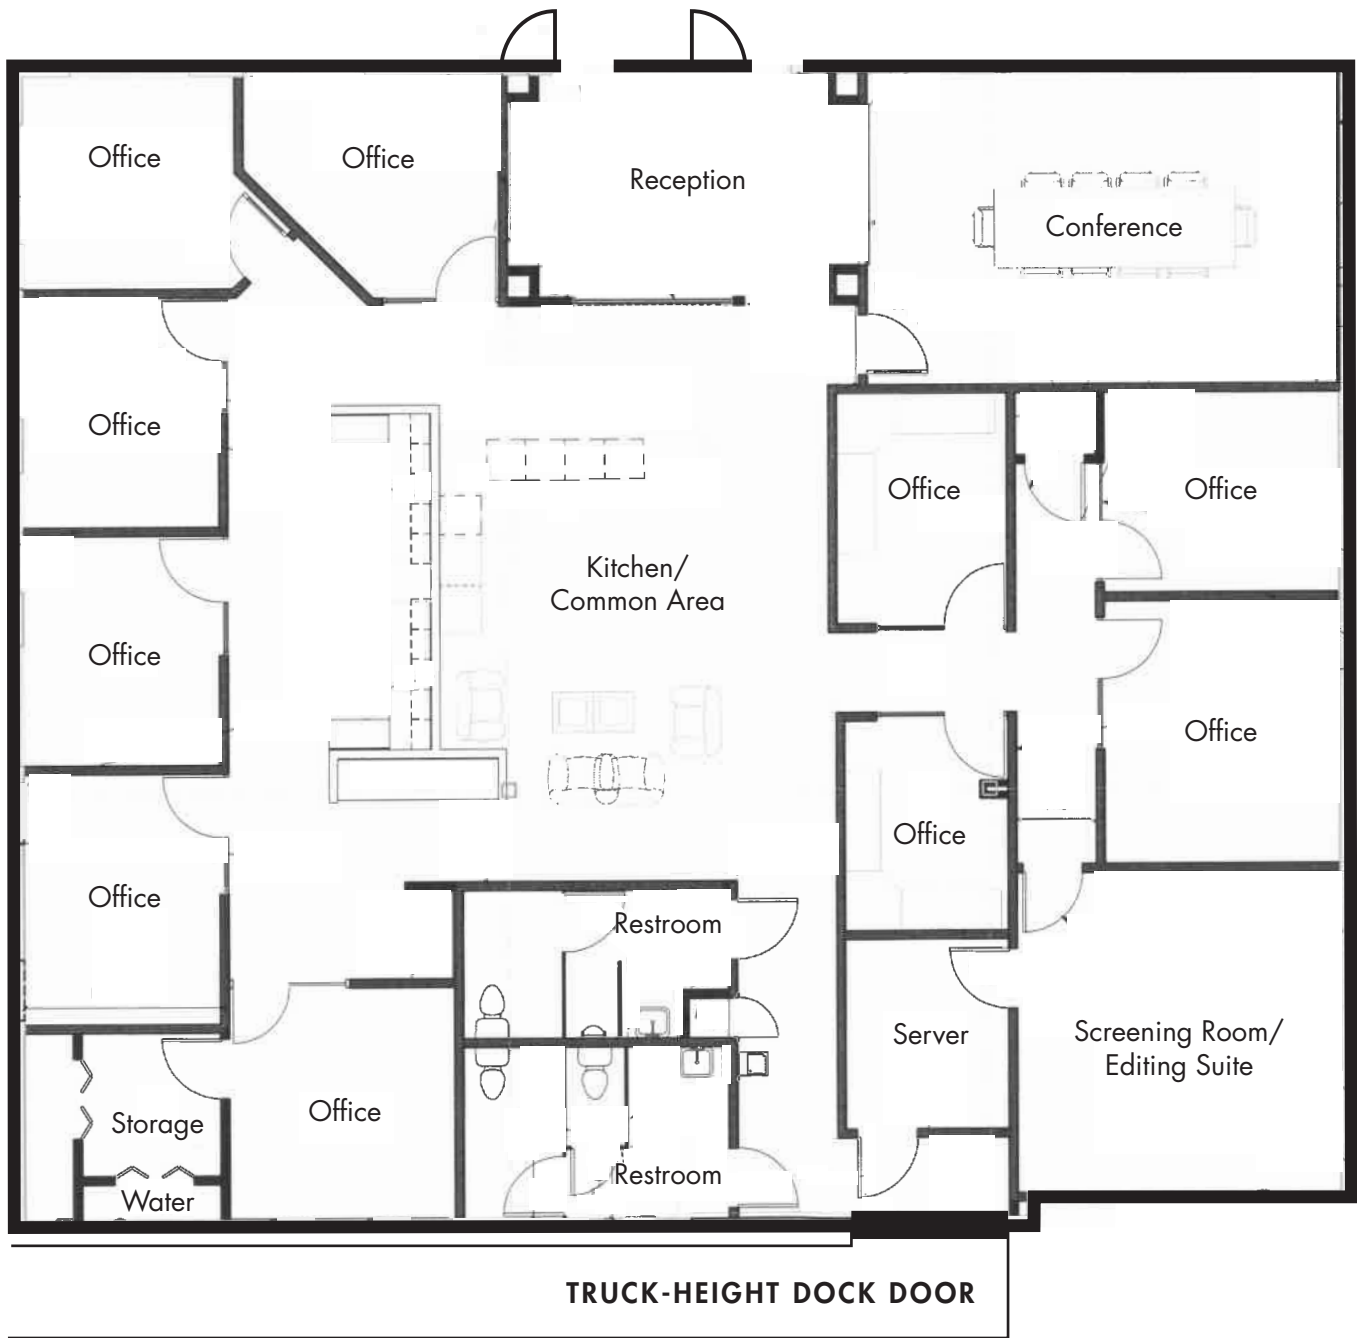 Office
Office
Reception
Conference
Office
Office
Office
Kitchen/
Common Area
Office
Office
Office
Office
Restroom
Server
Screening Room/
Editing Suite
Office
Storage
Restroom
Water
TRUCK-HEIGHT DOCK DOOR